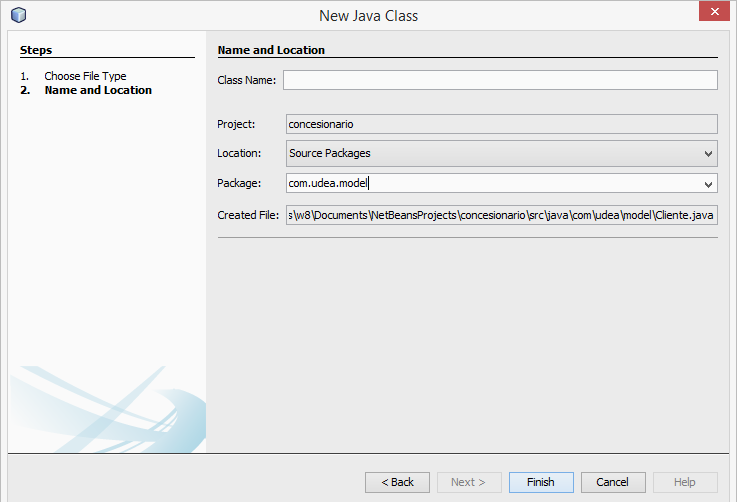 New Java Class
Steps
1. Choose File Type
2. Name and Location
Name and Location
Class Name:
Project: concesionario
Location: Source Packages
Package: com.udea.model
Created File: s\w8\Documents\NetBeansProjects\concesionario\src\java\com\udea\model\Cliente.java
< Back Next > Finish Cancel Help